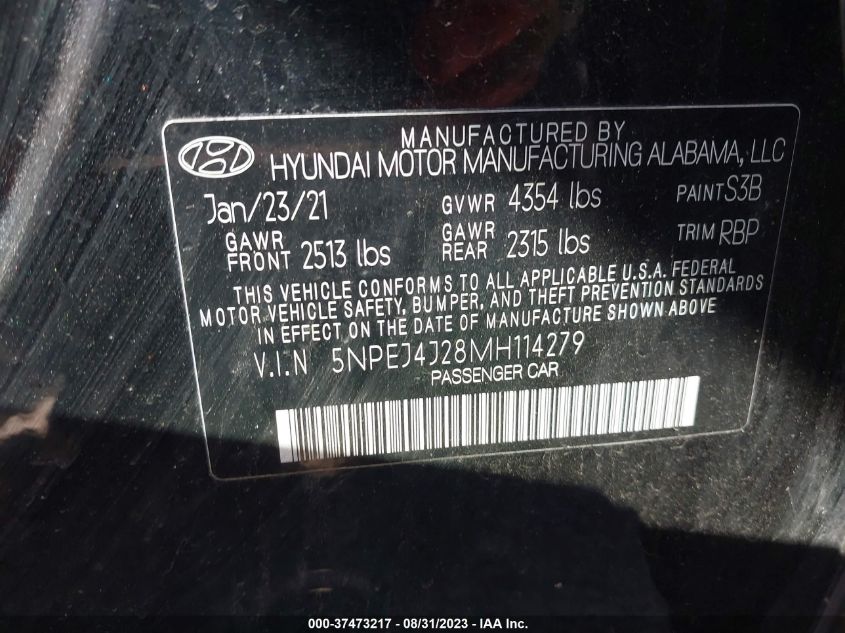 MANUFACTURED BY
HYUNDAI MOTOR MANUFACTURING ALABAMA, LLC
Jan/23/21 GVWR 4354 lbs PAINT S3B
GAWR FRONT 2513 lbs GAWR REAR 2315 lbs TRIM RBP
THIS VEHICLE CONFORMS TO ALL APPLICABLE U.S.A. FEDERAL
MOTOR VEHICLE SAFETY, BUMPER, AND THEFT PREVENTION STANDARDS
IN EFFECT ON THE DATE OF MANUFACTURE SHOWN ABOVE
V.I.N 5NPEJ4J28MH114279
PASSENGER CAR
000-37473217 - 08/31/2023 - IAA Inc.